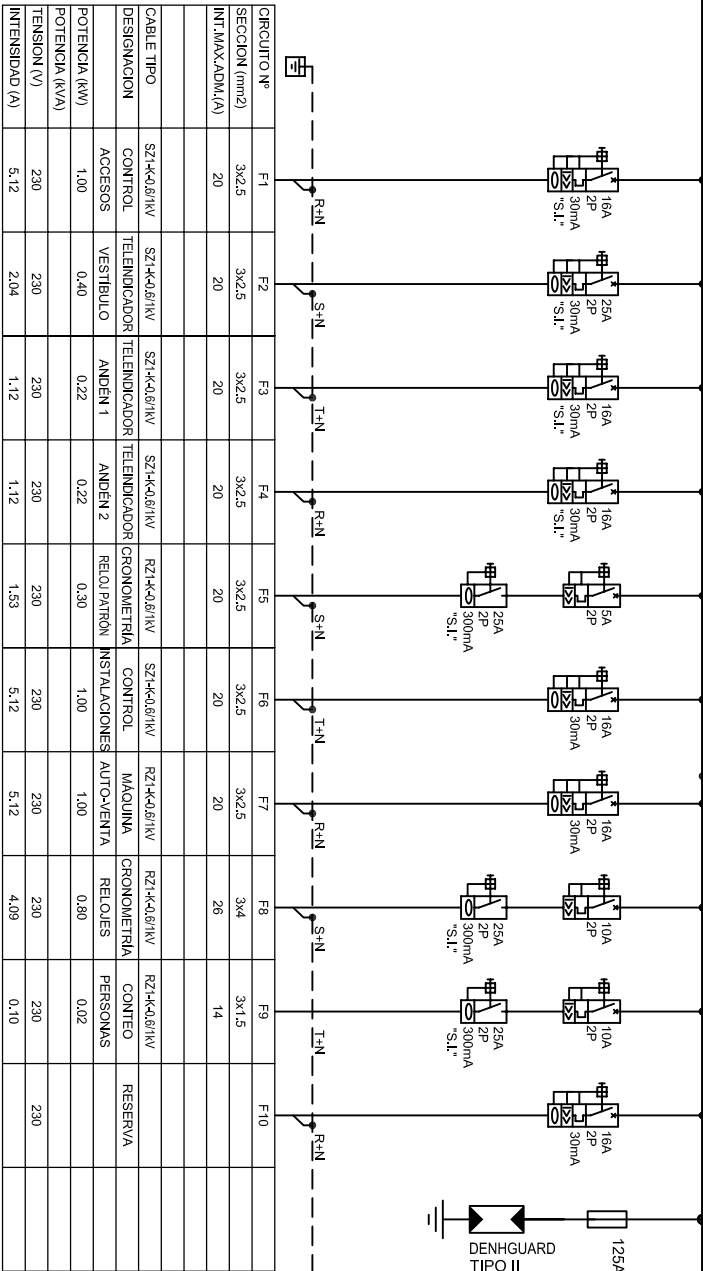 16A 2P 30mA "S.I."
25A 2P 30mA "S.I."
16A 2P 30mA "S.I."
16A 2P 30mA "S.I."
5A 2P
25A 2P 300mA "S.I."
16A 2P 30mA
16A 2P 30mA
10A 2P
25A 2P 300mA "S.I."
10A 2P
25A 2P 300mA "S.I."
16A 2P 30mA
125A
DENHGUARD
TIPO II
R+N S+N T+N R+N S+N T+N R+N S+N T+N R+N
CIRCUITO Nº F1 F2 F3 F4 F5 F6 F7 F8 F9 F10
SECCION (mm2) 3x2.5 3x2.5 3x2.5 3x2.5 3x2.5 3x2.5 3x2.5 3x4 3x1.5
INT.MAX.ADM.(A) 20 20 20 20 20 20 20 26 14
CABLE TIPO SZ1-K-0.6/1kV SZ1-K-0.6/1kV SZ1-K-0.6/1kV SZ1-K-0.6/1kV RZ1-K-0.6/1kV SZ1-K-0.6/1kV RZ1-K-0.6/1kV RZ1-K-0.6/1kV RZ1-K-0.6/1kV
DESIGNACION CONTROL TELEINDICADOR TELEINDICADOR TELEINDICADOR CRONOMETRÍA CONTROL MÁQUINA CRONOMETRÍA CONTEO RESERVA
ACCESOS VESTÍBULO ANDÉN 1 ANDÉN 2 RELOJ PATRÓN INSTALACIONES AUTO-VENTA RELOJES PERSONAS
POTENCIA (kW) 1.00 0.40 0.22 0.22 0.30 1.00 1.00 0.80 0.02
POTENCIA (kVA)
TENSION (V) 230 230 230 230 230 230 230 230 230 230
INTENSIDAD (A) 5.12 2.04 1.12 1.12 1.53 5.12 5.12 4.09 0.10